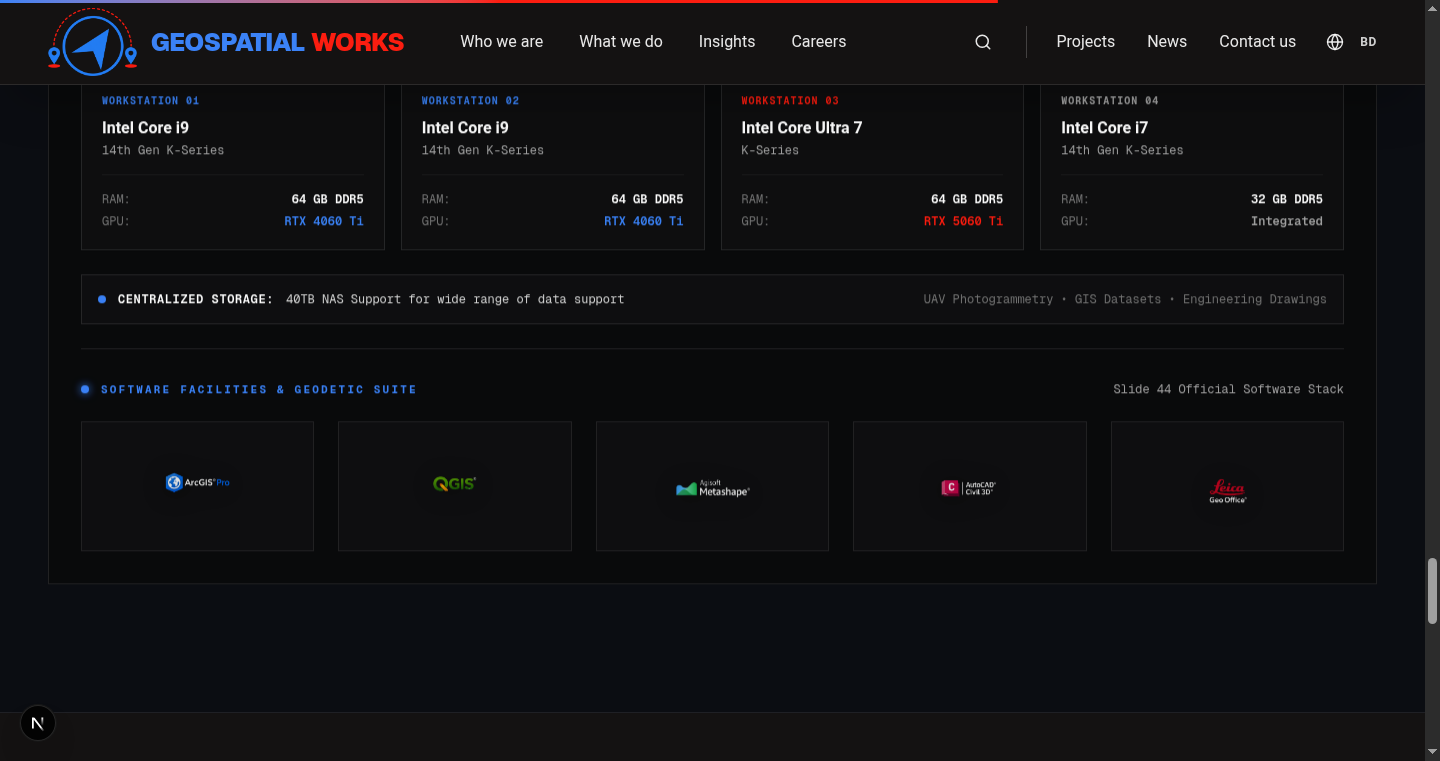 GEOSPATIAL WORKS
Who we are
What we do
Insights
Careers
Projects
News
Contact us
BD
WORKSTATION 01
Intel Core i9
14th Gen K-Series
RAM: 64 GB DDR5
GPU: RTX 4060 Ti
WORKSTATION 02
Intel Core i9
14th Gen K-Series
RAM: 64 GB DDR5
GPU: RTX 4060 Ti
WORKSTATION 03
Intel Core Ultra 7
K-Series
RAM: 64 GB DDR5
GPU: RTX 5060 Ti
WORKSTATION 04
Intel Core i7
14th Gen K-Series
RAM: 32 GB DDR5
GPU: Integrated
CENTRALIZED STORAGE: 40TB NAS Support for wide range of data support
UAV Photogrammetry • GIS Datasets • Engineering Drawings
SOFTWARE FACILITIES & GEODETIC SUITE
Slide 44 Official Software Stack
ArcGIS® Pro
QGIS®
Agisoft
Metashape®
C
AutoCAD®
Civil 3D®
Leica
Geo Office®
N